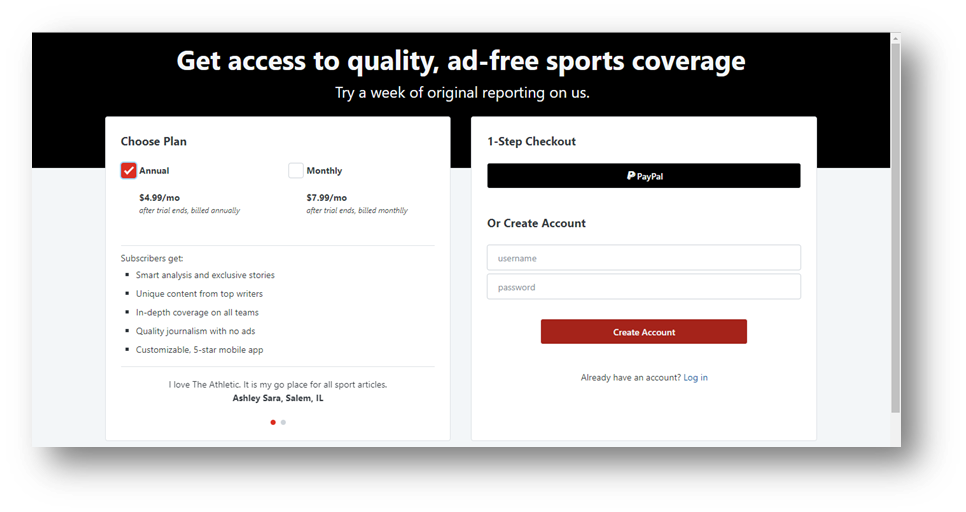 Get access to quality, ad-free sports coverage
Try a week of original reporting on us.
Choose Plan
Annual
Monthly
$4.99/mo
after trial ends, billed annually
$7.99/mo
after trial ends, billed monthlly
Subscribers get:
Smart analysis and exclusive stories
Unique content from top writers
In-depth coverage on all teams
Quality journalism with no ads
Customizable, 5-star mobile app
I love The Athletic. It is my go place for all sport articles.
Ashley Sara, Salem, IL
1-Step Checkout
PayPal
Or Create Account
username
password
Create Account
Already have an account? Log in